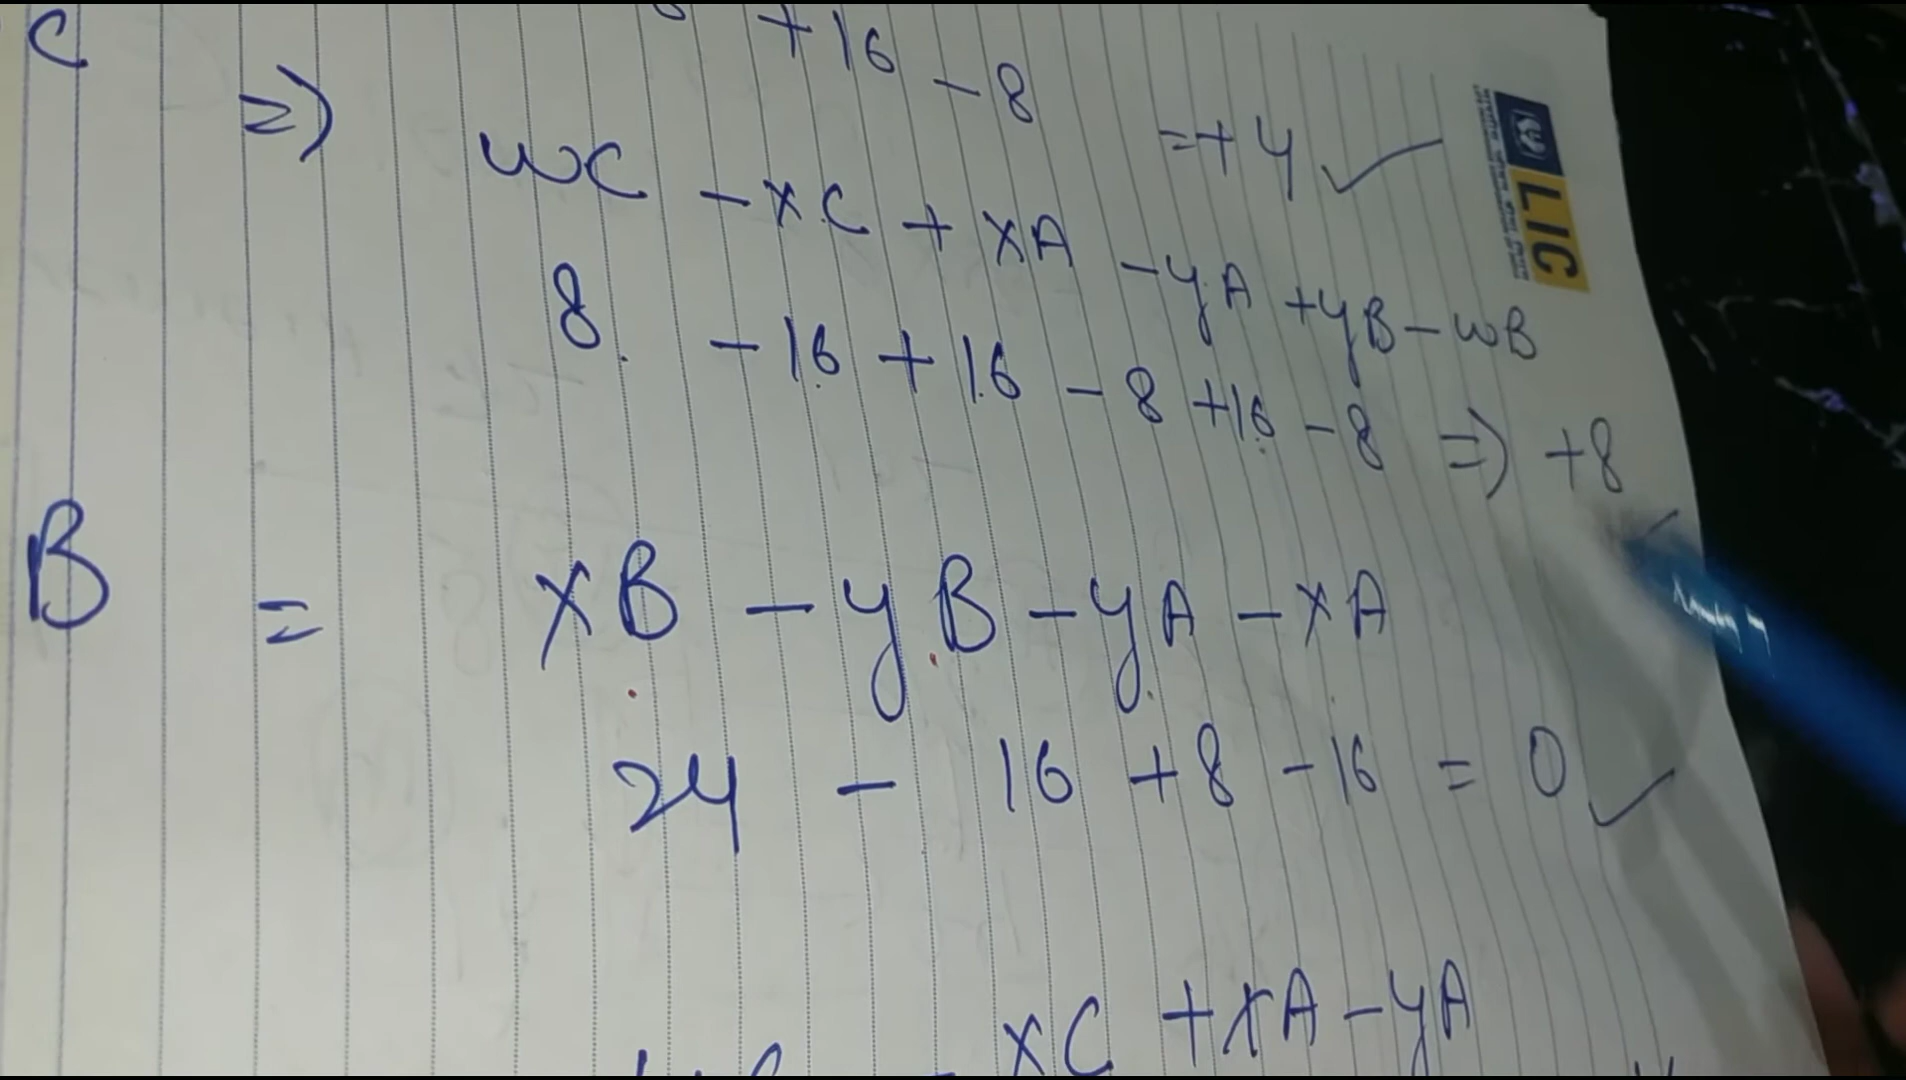 +16 -8 =+4 ✓
C
=> WC - XC + XA - yA + yB - WB
8 - 16 + 16 - 8 + 16 - 8 => +8
B = XB - yB - yA - XA
24 - 16 + 8 - 16 = 0 ✓
XC + XA - yA
LIC